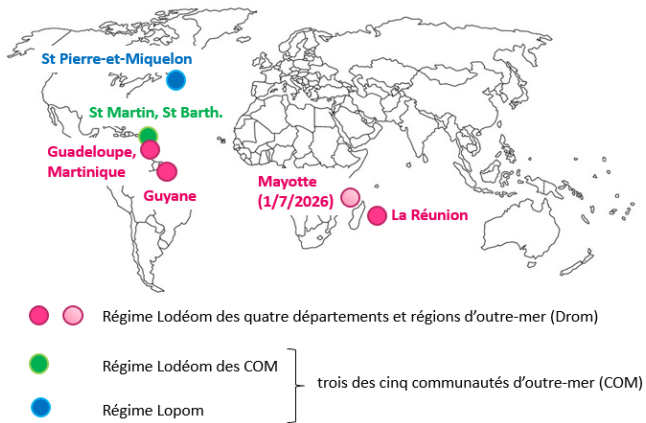 St Pierre-et-Miquelon
St Martin, St Barth.
Guadeloupe,
Martinique
Guyane
Mayotte
(1/7/2026)
La Réunion
Régime Lodéom des quatre départements et régions d'outre-mer (Drom)
Régime Lodéom des COM
trois des cinq communautés d'outre-mer (COM)
Régime Lopom